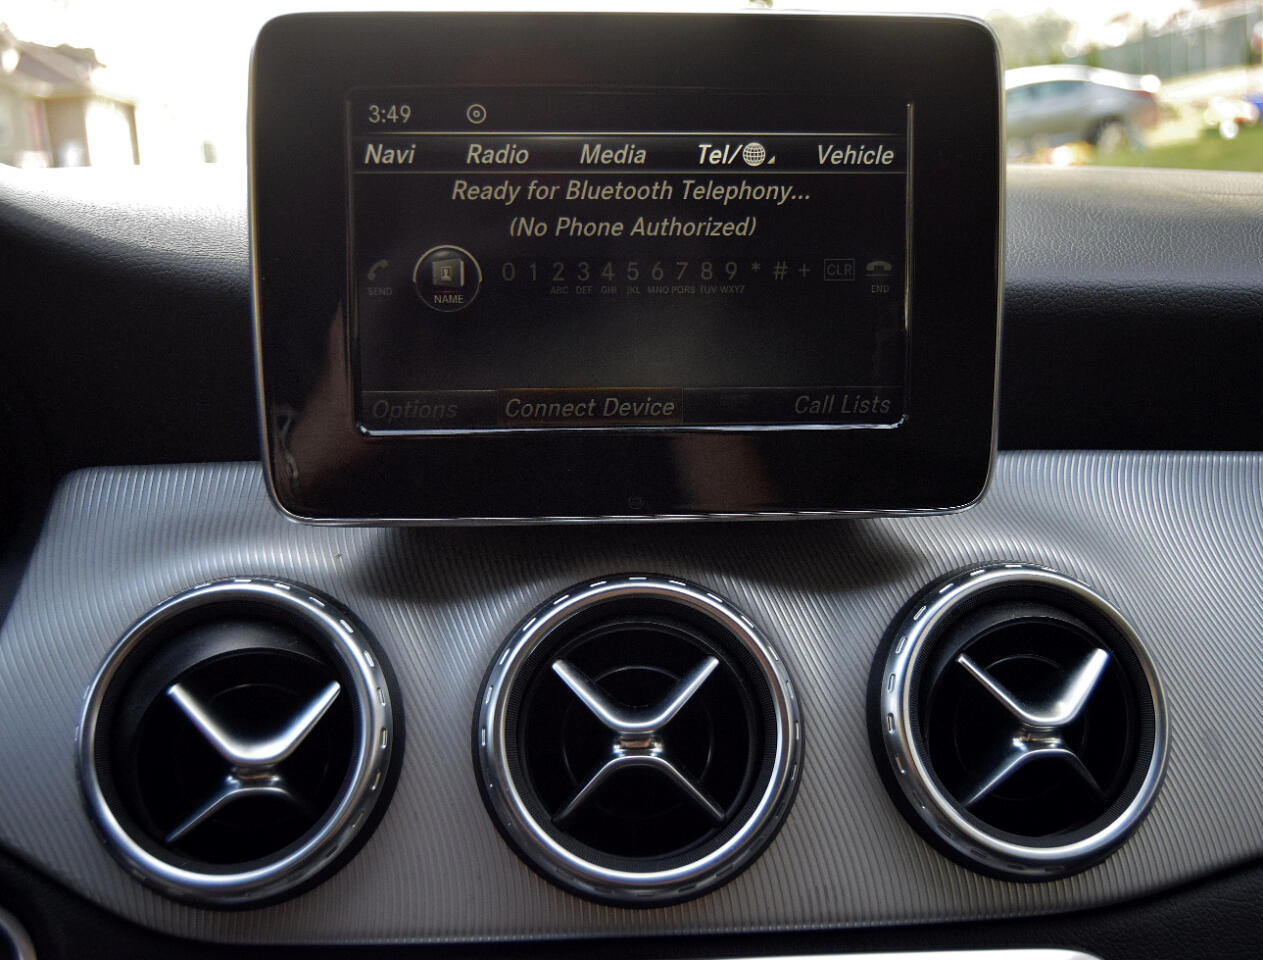 3:49
Navi Radio Media Tel/ Vehicle
Ready for Bluetooth Telephony...
(No Phone Authorized)
0 1 2 3 4 5 6 7 8 9 * # + CLR
SEND NAME ABC DEF GHI JKL MNO PQRS TUV WXYZ END
Options Connect Device Call Lists